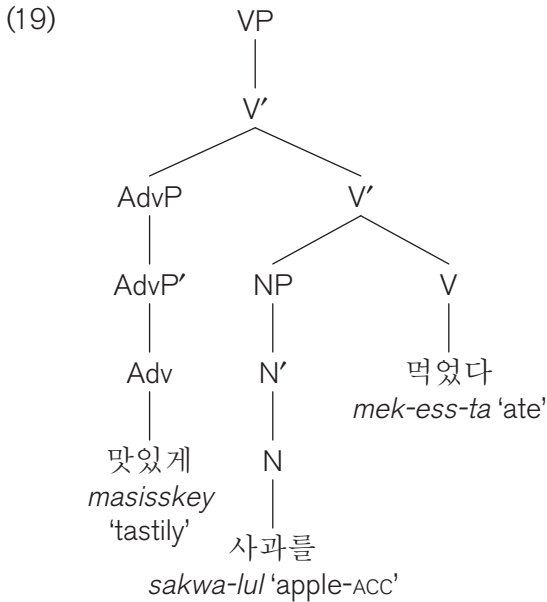 (19)
VP
V′
AdvP V′
AdvP′ NP V
Adv N′ 먹었다
mek-ess-ta ‘ate’
맛있게 N
masisskey
‘tastily’
사과를
sakwa-lul ‘apple-ACC’